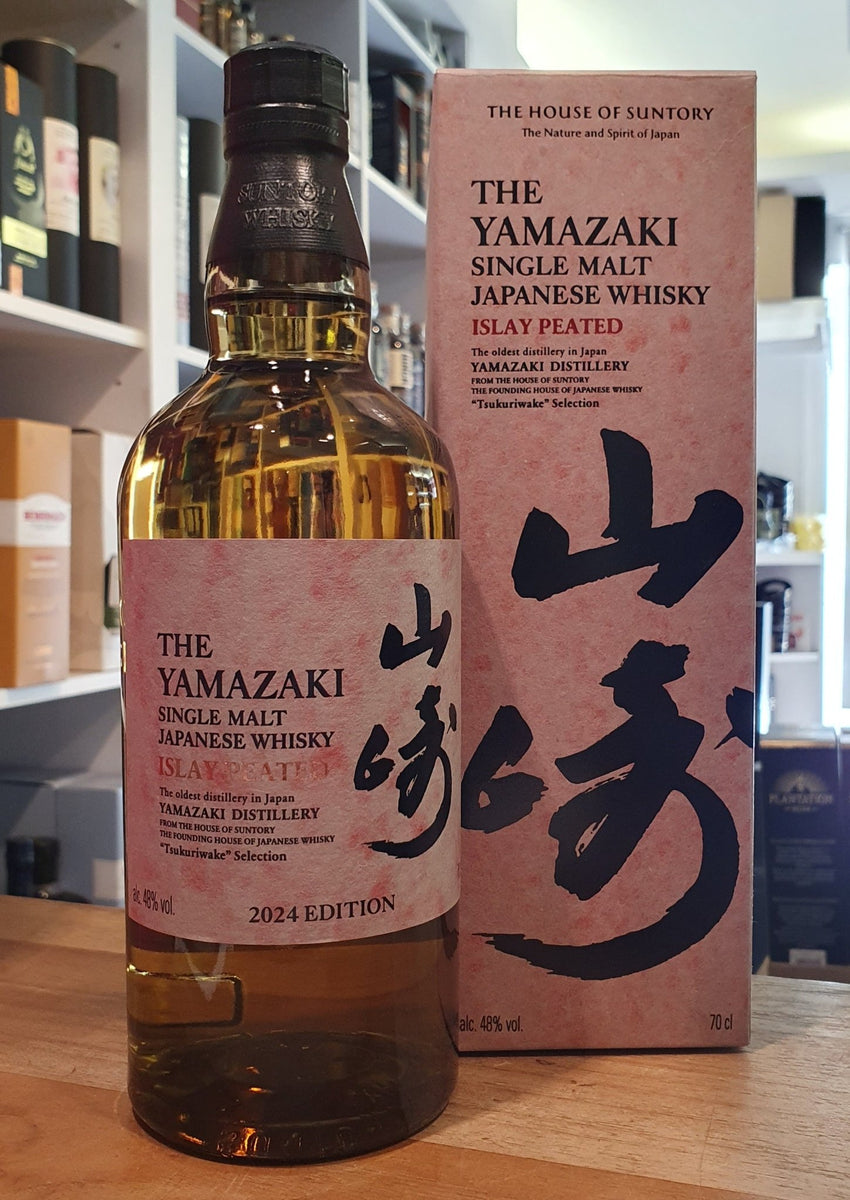 SUNTORY
WHISKY
THE
YAMAZAKI
SINGLE MALT
JAPANESE WHISKY
ISLAY PEATED
The oldest distillery in Japan
YAMAZAKI DISTILLERY
FROM THE HOUSE OF SUNTORY
THE FOUNDING HOUSE OF JAPANESE WHISKY
“Tsukuriwake” Selection
山崎
alc. 48% vol.
2024 EDITION
THE HOUSE OF SUNTORY
The Nature and Spirit of Japan
THE
YAMAZAKI
SINGLE MALT
JAPANESE WHISKY
ISLAY PEATED
The oldest distillery in Japan
YAMAZAKI DISTILLERY
FROM THE HOUSE OF SUNTORY
THE FOUNDING HOUSE OF JAPANESE WHISKY
“Tsukuriwake” Selection
山崎
alc. 48% vol.
70 cl
PLANTATION